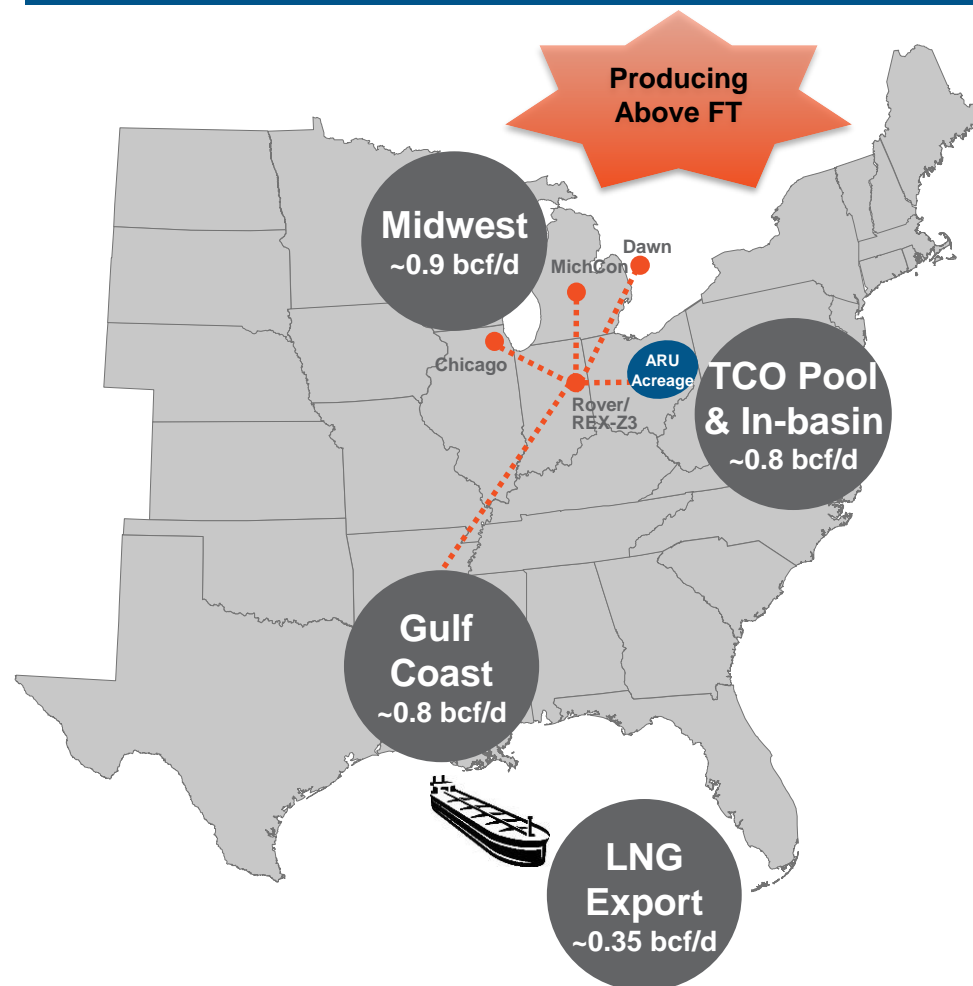 Producing
Above FT
Midwest
~0.9 bcf/d
Dawn
MichCon
Chicago
ARU
Acreage
Rover/
REX-Z3
TCO Pool
& In-basin
~0.8 bcf/d
Gulf
Coast
~0.8 bcf/d
LNG
Export
~0.35 bcf/d